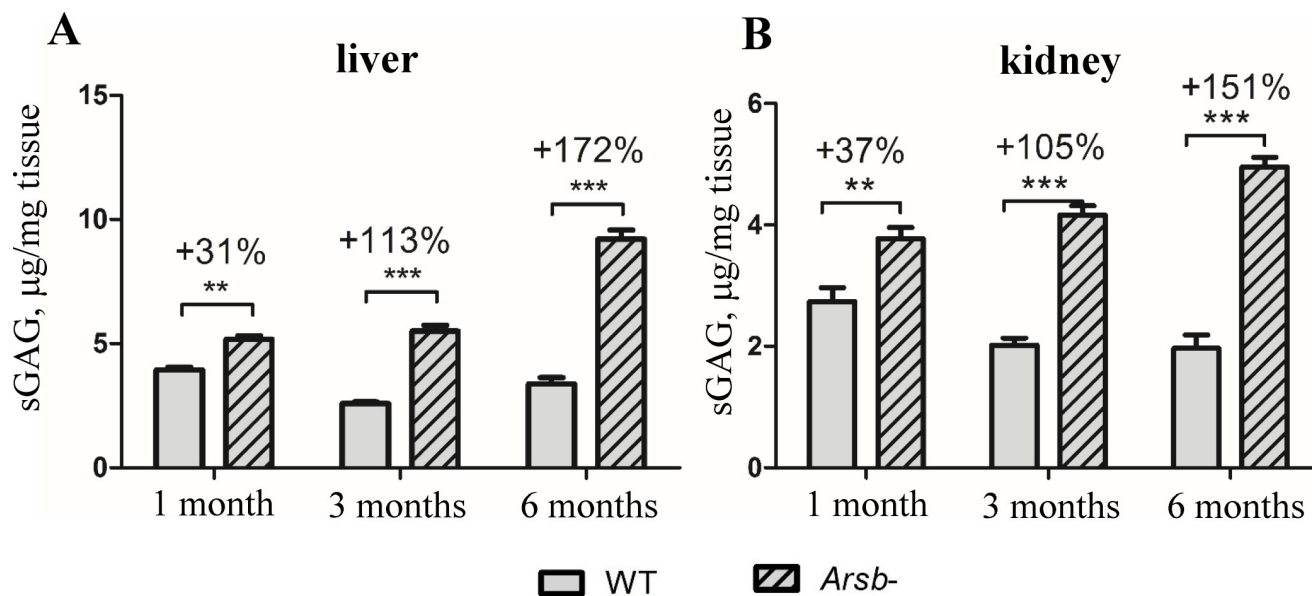 A
liver
sGAG, µg/mg tissue
15
10
5
0
+31%
**
+113%
***
+172%
***
1 month
3 months
6 months
B
kidney
sGAG, µg/mg tissue
6
4
2
0
+37%
**
+105%
***
+151%
***
1 month
3 months
6 months
WT
Arsb-